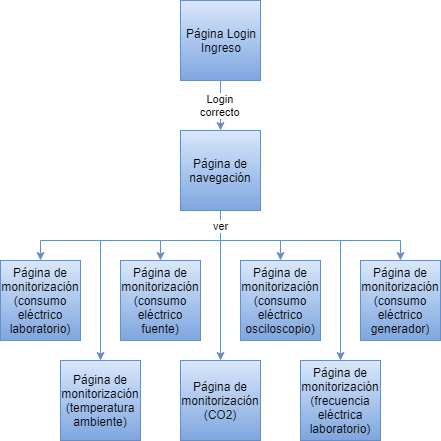 Página Login
Ingreso
Login
correcto
Página de
navegación
ver
Página de
monitorización
(consumo
eléctrico
laboratorio)
Página de
monitorización
(consumo
eléctrico
fuente)
Página de
monitorización
(consumo
eléctrico
osciloscopio)
Página de
monitorización
(consumo
eléctrico
generador)
Página de
monitorización
(temperatura
ambiente)
Página de
monitorización
(CO2)
Página de
monitorización
(frecuencia
eléctrica
laboratorio)